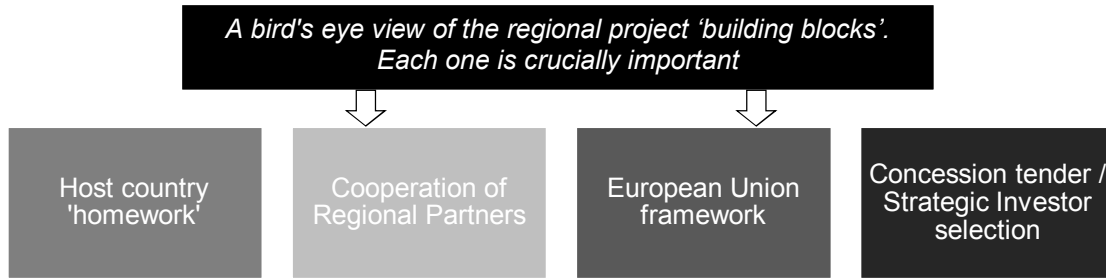 A bird's eye view of the regional project ‘building blocks’.
Each one is crucially important
Host country
'homework'
Cooperation of
Regional Partners
European Union
framework
Concession tender /
Strategic Investor
selection